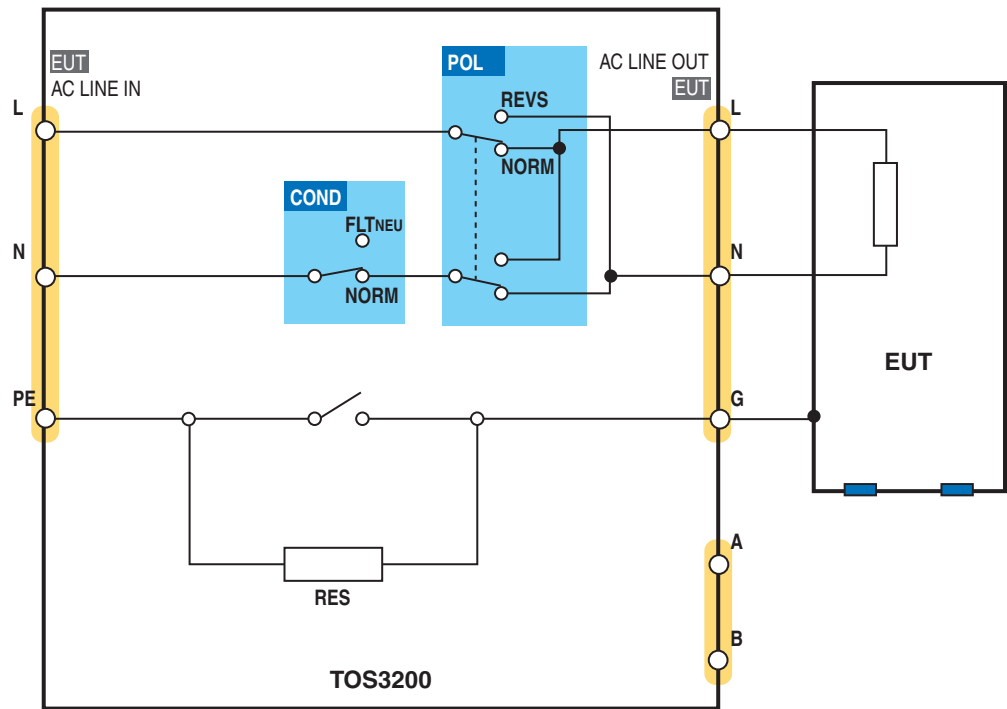 EUT
AC LINE IN
POL
AC LINE OUT
EUT
L
REVS
L
NORM
COND
FLTNEU
N
N
NORM
PE
G
EUT
A
RES
B
TOS3200